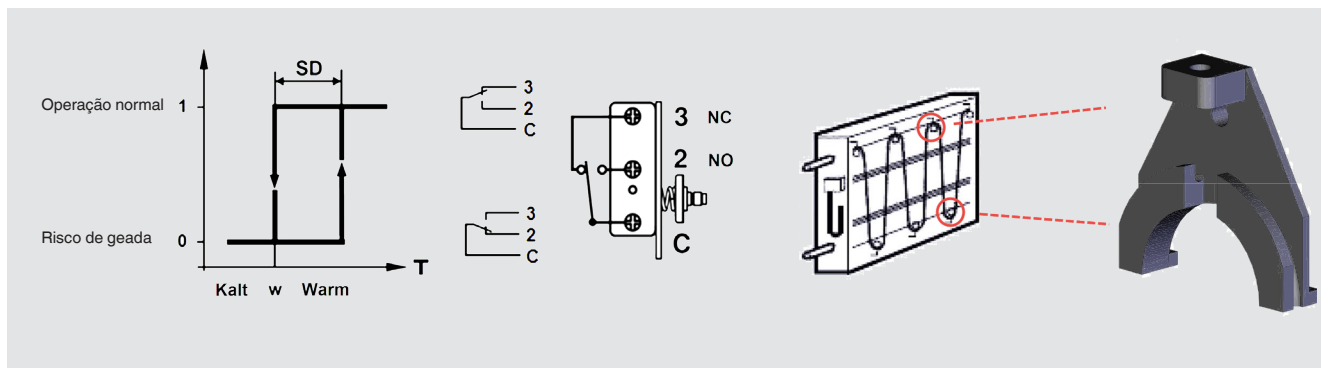 SD
Operação normal 1
Risco de geada 0
T
Kalt w Warm
3
2
C
3
2
C
3 NC
2 NO
C